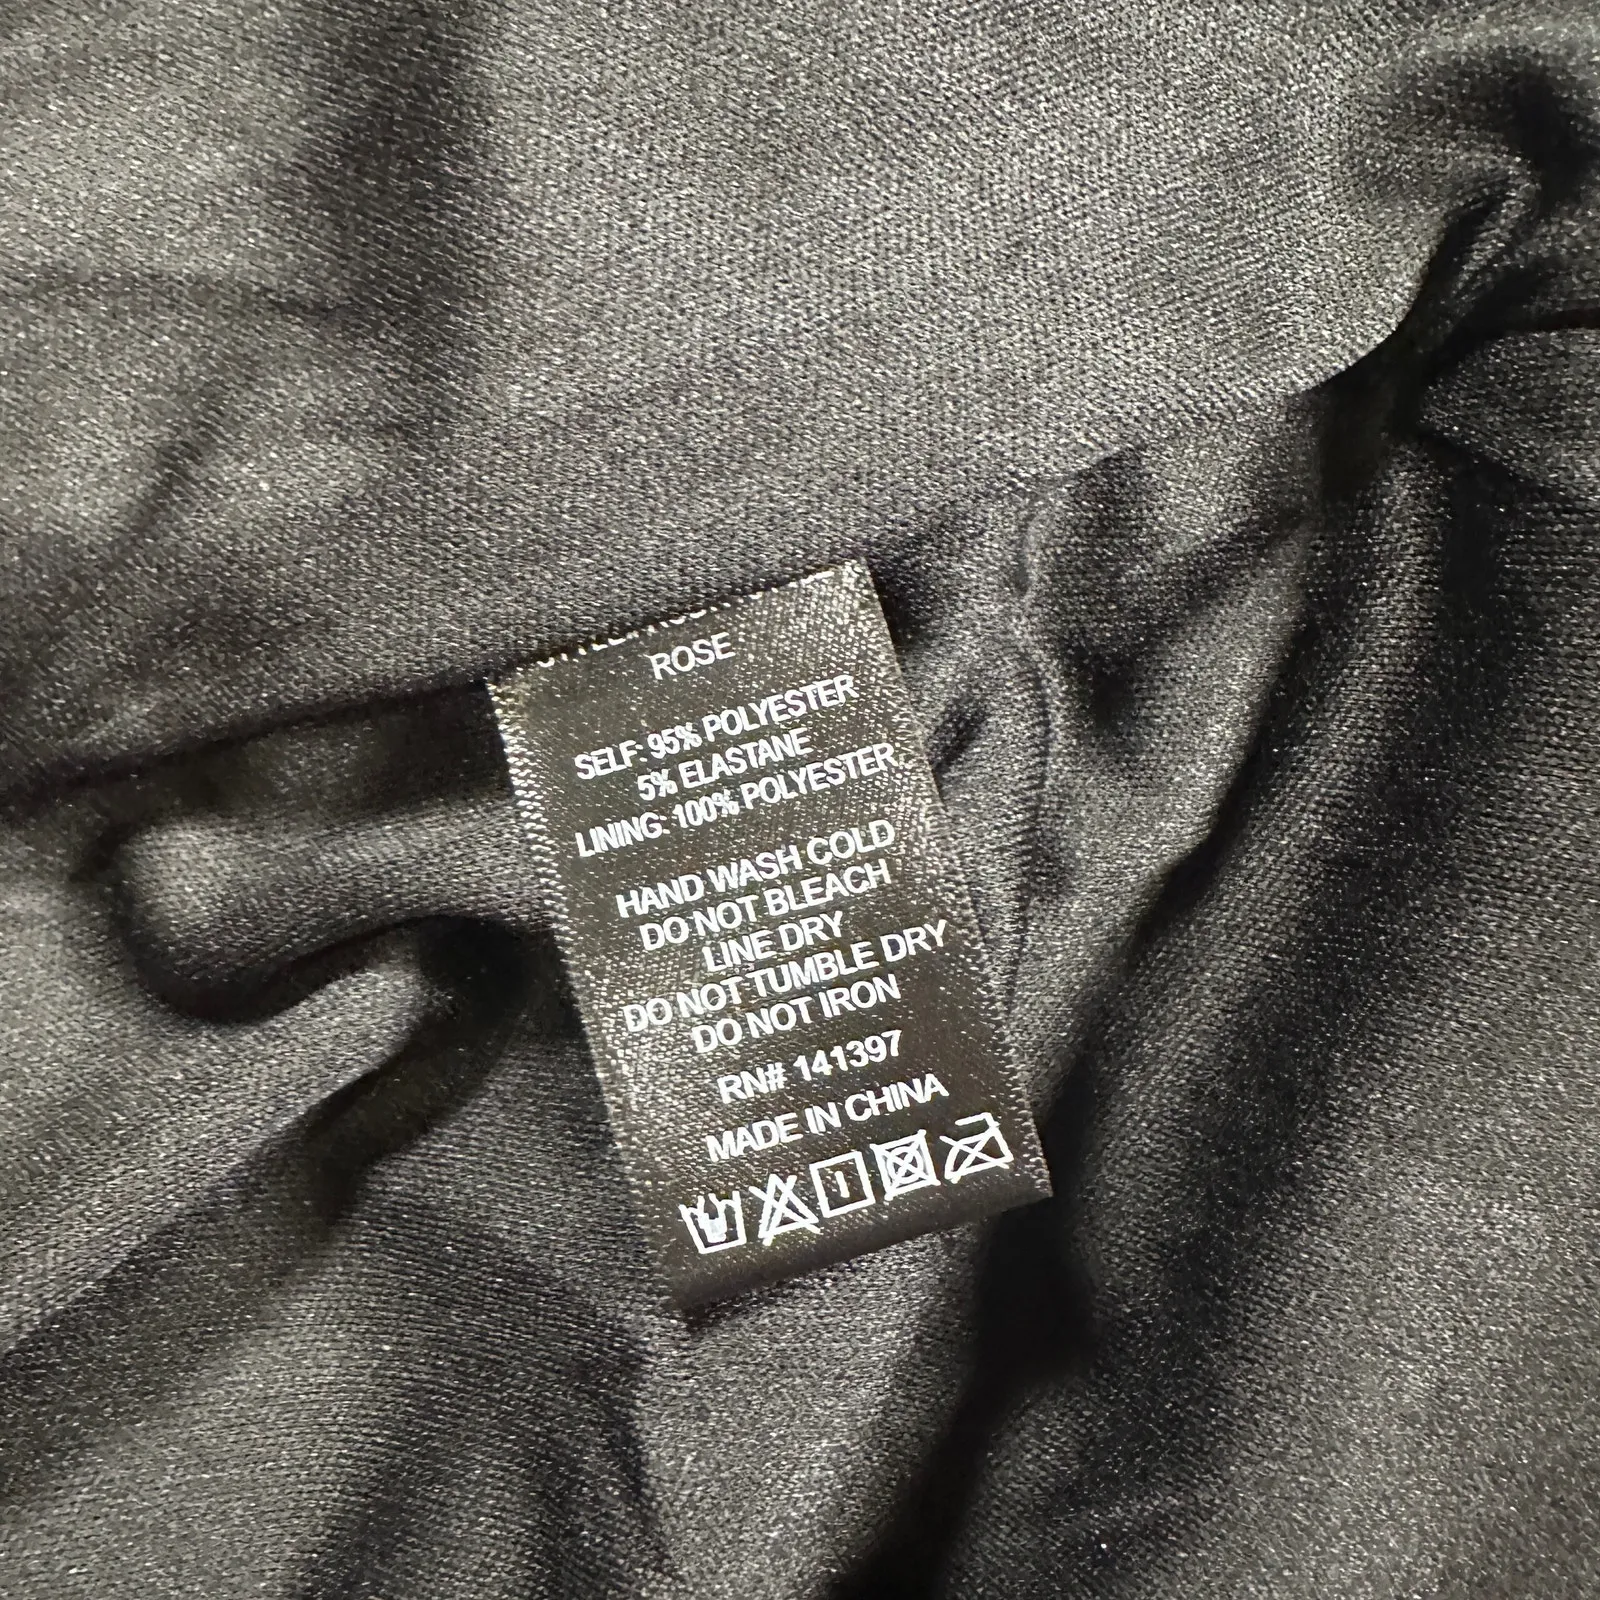 ROSE
SELF: 95% POLYESTER
5% ELASTANE
LINING: 100% POLYESTER
HAND WASH COLD
DO NOT BLEACH
LINE DRY
DO NOT TUMBLE DRY
DO NOT IRON
RN# 141397
MADE IN CHINA